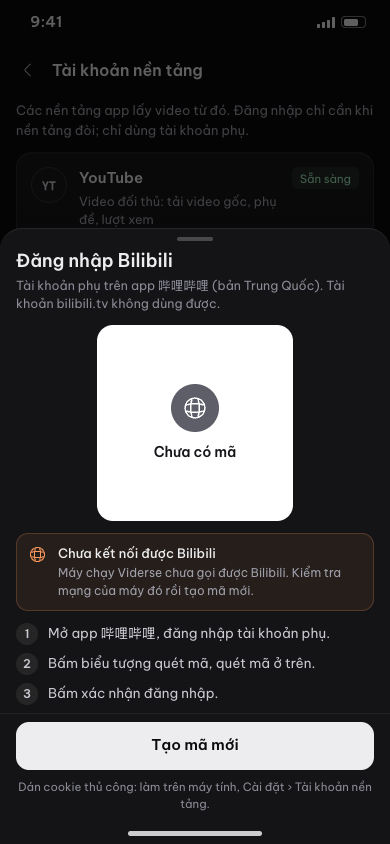 9:41
Tài khoản nền tảng
Các nền tảng app lấy video từ đó. Đăng nhập chỉ cần khi
nền tảng đòi; chỉ dùng tài khoản phụ.
YT
YouTube
Sẵn sàng
Video đối thủ: tải video gốc, phụ
đề, lượt xem
Đăng nhập Bilibili
Tài khoản phụ trên app 哔哩哔哩 (bản Trung Quốc). Tài
khoản bilibili.tv không dùng được.
Chưa có mã
Chưa kết nối được Bilibili
Máy chạy Viderse chưa gọi được Bilibili. Kiểm tra
mạng của máy đó rồi tạo mã mới.
1 Mở app 哔哩哔哩, đăng nhập tài khoản phụ.
2 Bấm biểu tượng quét mã, quét mã ở trên.
3 Bấm xác nhận đăng nhập.
Tạo mã mới
Dán cookie thủ công: làm trên máy tính, Cài đặt › Tài khoản nền
tảng.